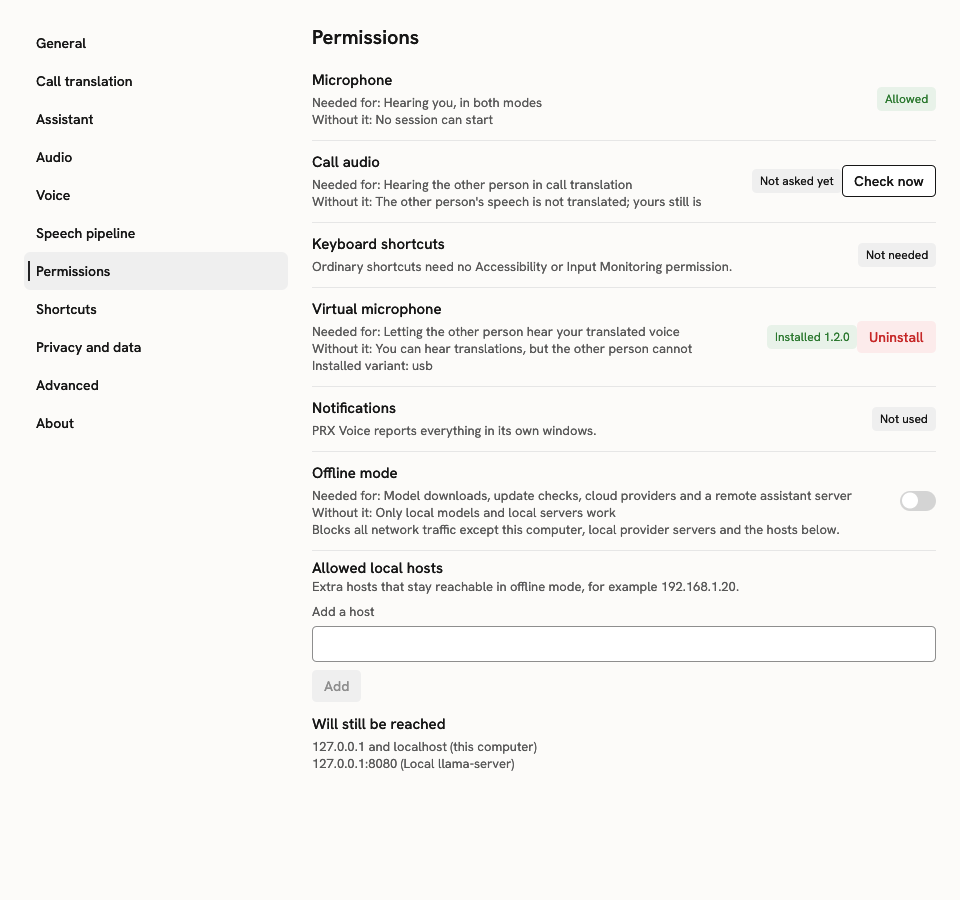 General
Call translation
Assistant
Audio
Voice
Speech pipeline
Permissions
Shortcuts
Privacy and data
Advanced
About
Permissions
Microphone
Needed for: Hearing you, in both modes
Without it: No session can start
Allowed
Call audio
Needed for: Hearing the other person in call translation
Without it: The other person's speech is not translated; yours still is
Not asked yet
Check now
Keyboard shortcuts
Ordinary shortcuts need no Accessibility or Input Monitoring permission.
Not needed
Virtual microphone
Needed for: Letting the other person hear your translated voice
Without it: You can hear translations, but the other person cannot
Installed variant: usb
Installed 1.2.0
Uninstall
Notifications
PRX Voice reports everything in its own windows.
Not used
Offline mode
Needed for: Model downloads, update checks, cloud providers and a remote assistant server
Without it: Only local models and local servers work
Blocks all network traffic except this computer, local provider servers and the hosts below.
Allowed local hosts
Extra hosts that stay reachable in offline mode, for example 192.168.1.20.
Add a host
Add
Will still be reached
127.0.0.1 and localhost (this computer)
127.0.0.1:8080 (Local llama-server)